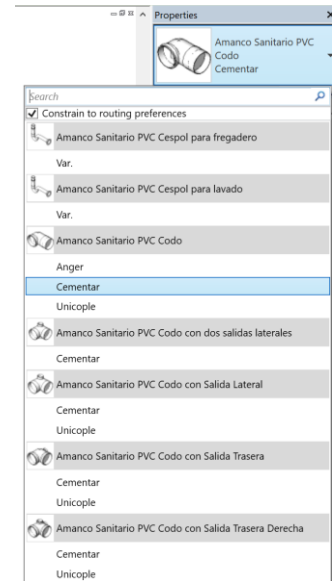 Properties
Amanco Sanitario PVC
Codo
Cementar
Search
Constrain to routing preferences
Amanco Sanitario PVC Cespol para fregadero
Var.
Amanco Sanitario PVC Cespol para lavado
Var.
Amanco Sanitario PVC Codo
Anger
Cementar
Unicople
Amanco Sanitario PVC Codo con dos salidas laterales
Cementar
Amanco Sanitario PVC Codo con Salida Lateral
Cementar
Unicople
Amanco Sanitario PVC Codo con Salida Trasera
Cementar
Unicople
Amanco Sanitario PVC Codo con Salida Trasera Derecha
Cementar
Unicople